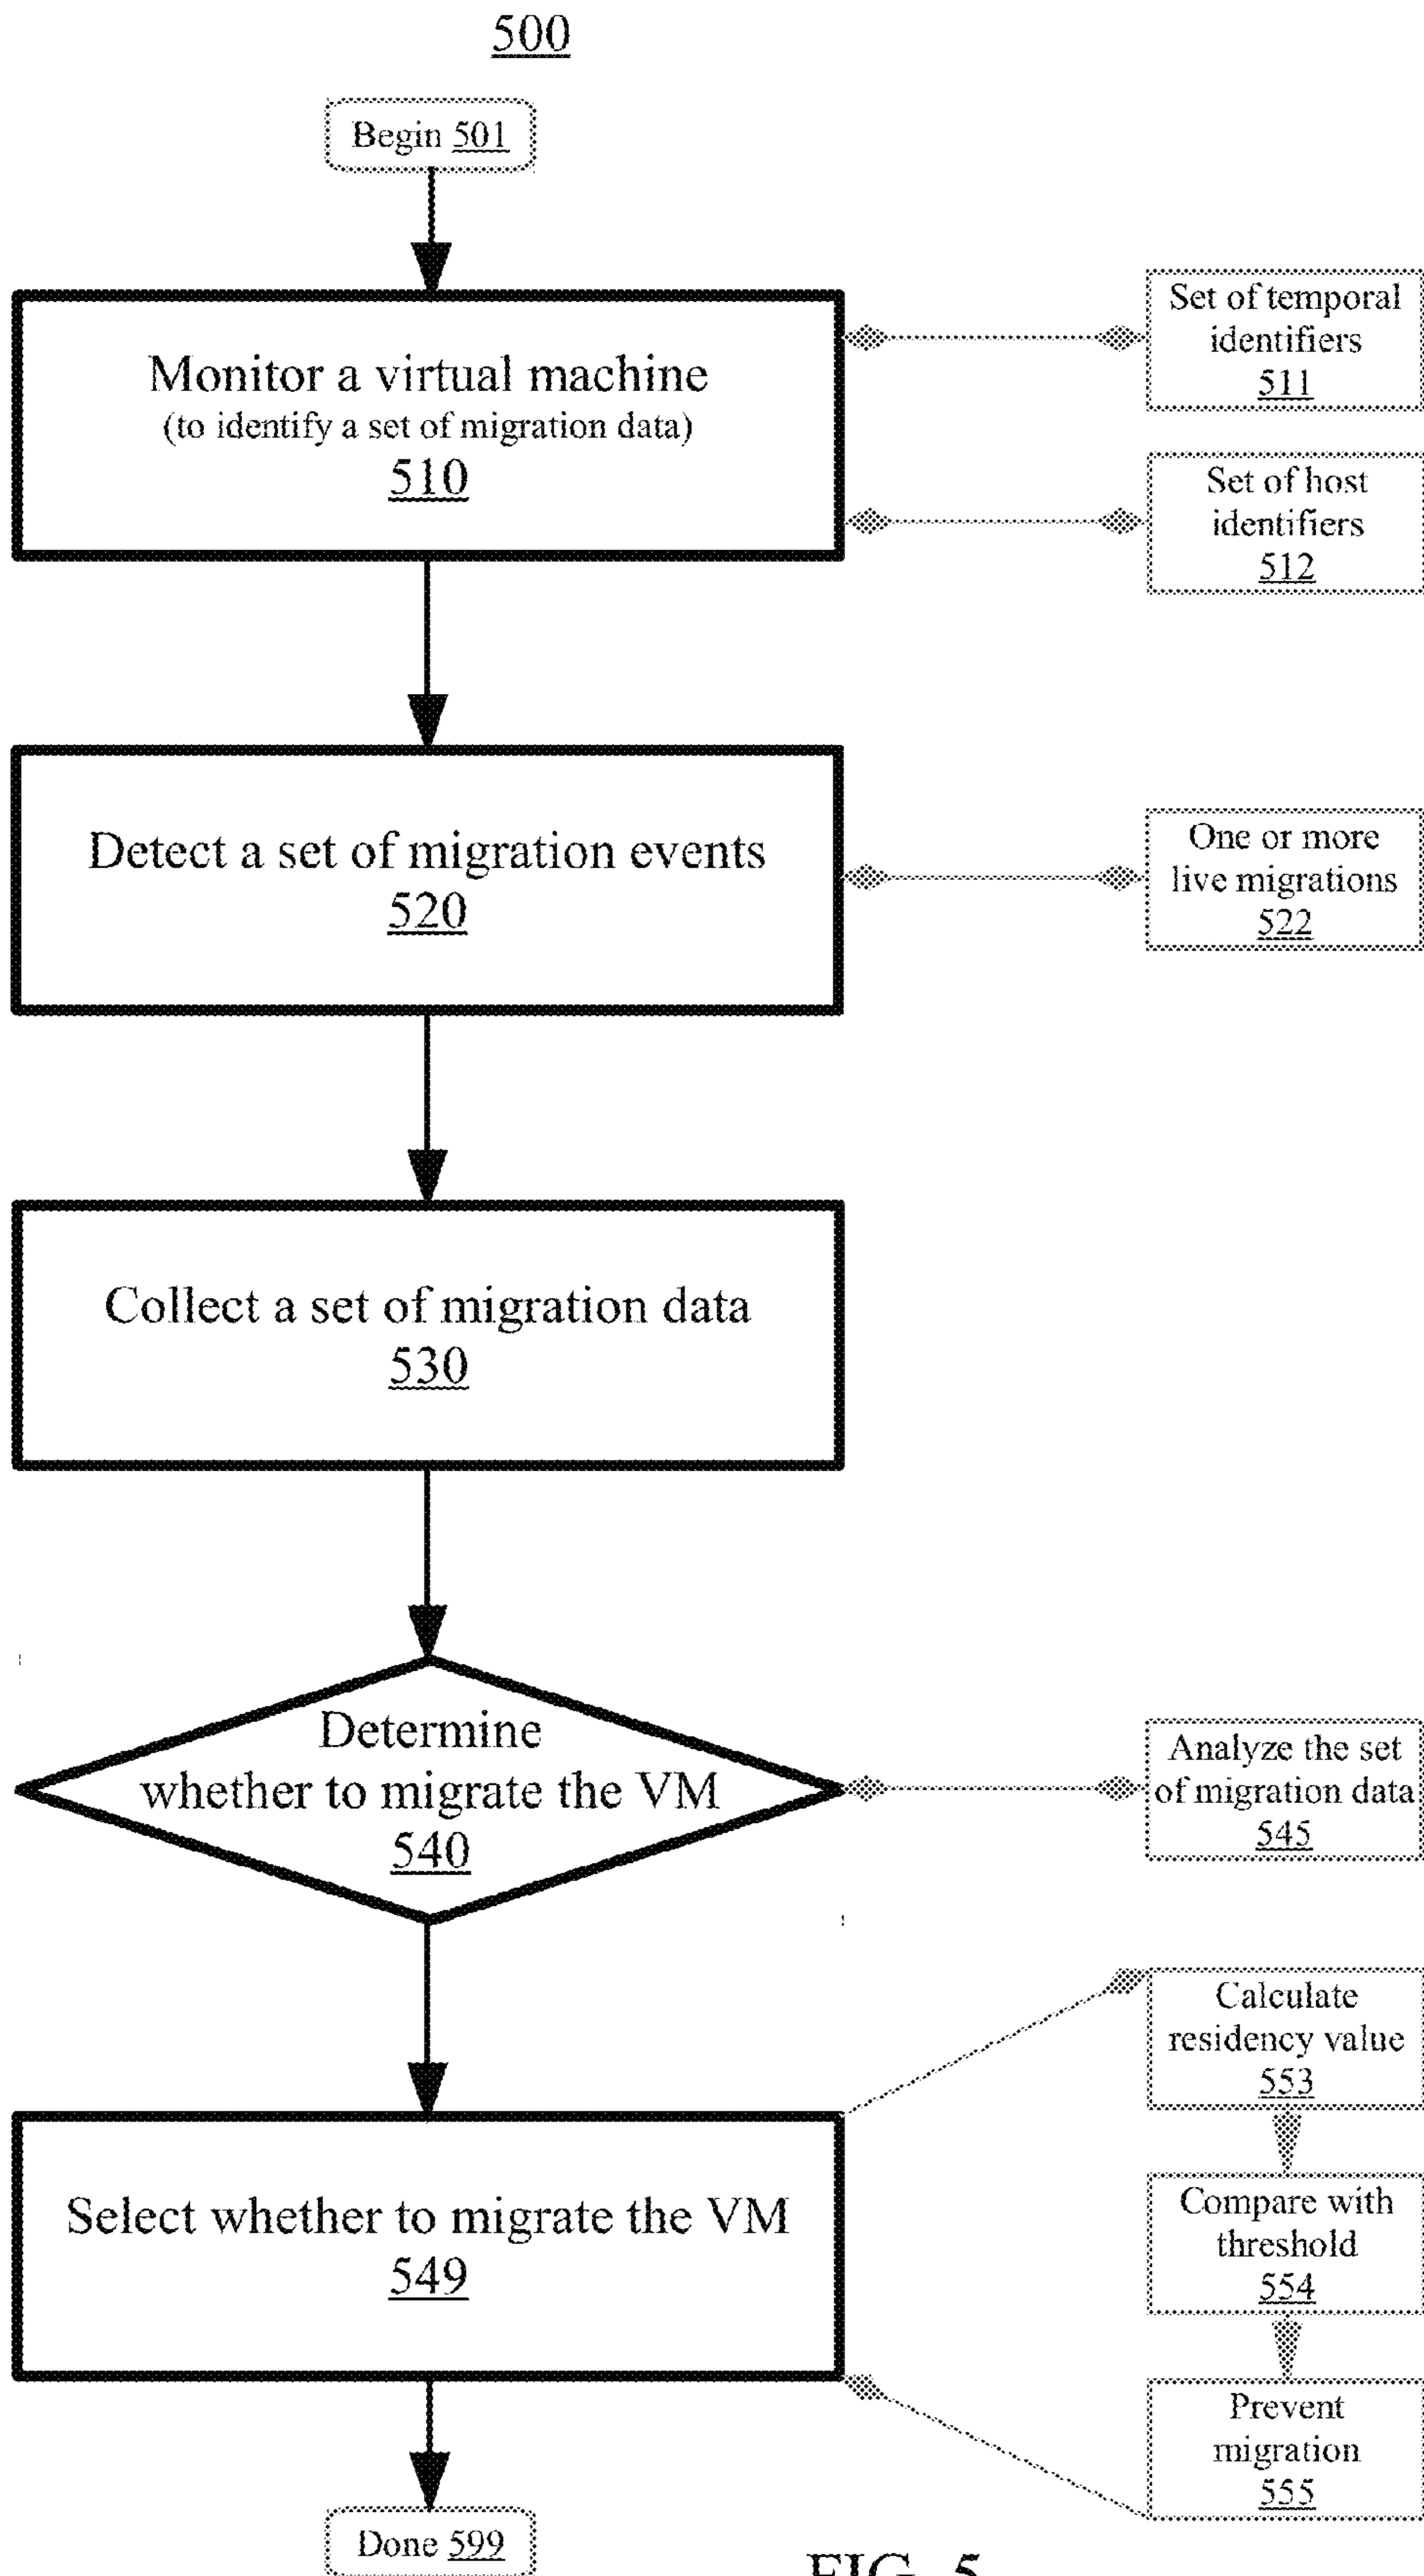 500
Begin 501
Monitor a virtual machine
(to identify a set of migration data)
510
Set of temporal
identifiers
511
Set of host
identifiers
512
Detect a set of migration events
520
One or more
live migrations
522
Collect a set of migration data
530
Determine
whether to migrate the VM
540
Analyze the set
of migration data
545
Select whether to migrate the VM
549
Calculate
residency value
553
Compare with
threshold
554
Prevent
migration
555
Done 599
FIG. 5